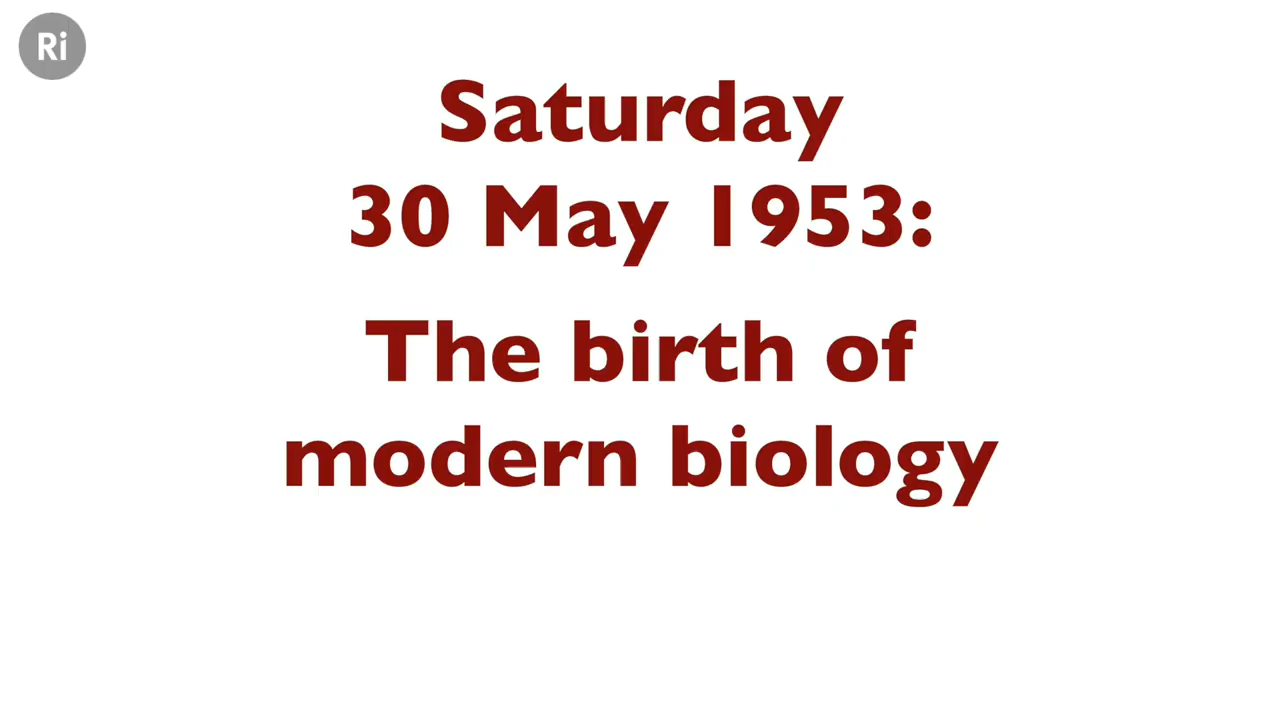 Ri
Saturday
30 May 1953:
The birth of
modern biology